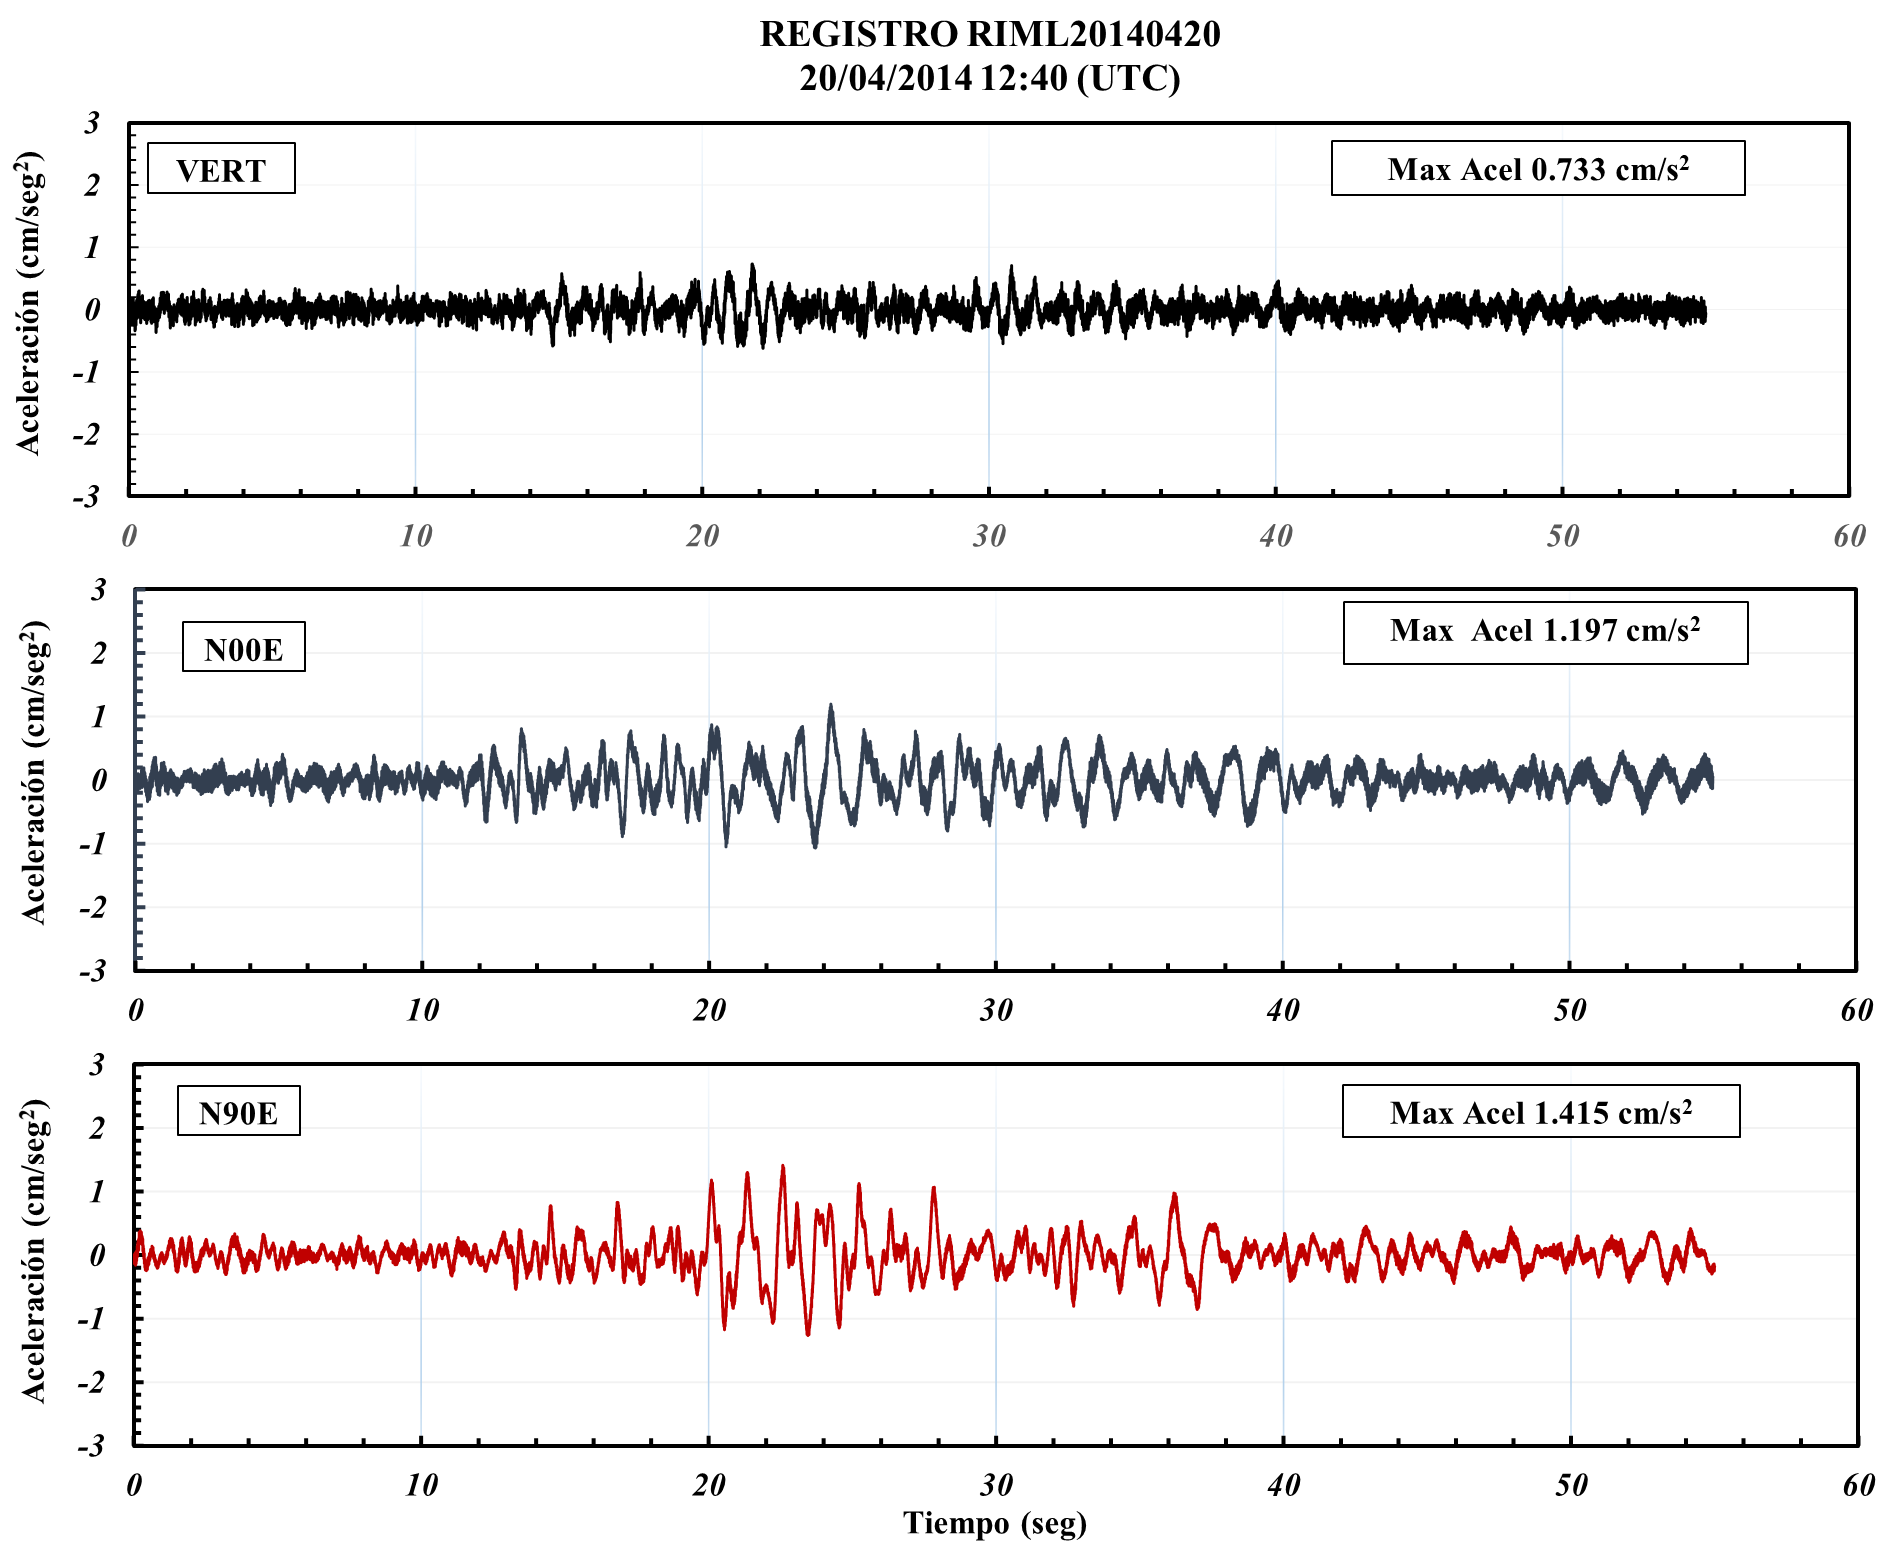 REGISTRO RIML20140420
20/04/2014 12:40 (UTC)
VERT
Max Acel 0.733 cm/s²
Aceleración (cm/seg²)
3
2
1
0
-1
-2
-3
0 10 20 30 40 50 60
N00E
Max Acel 1.197 cm/s²
Aceleración (cm/seg²)
3
2
1
0
-1
-2
-3
0 10 20 30 40 50 60
N90E
Max Acel 1.415 cm/s²
Aceleración (cm/seg²)
3
2
1
0
-1
-2
-3
0 10 20 30 40 50 60
Tiempo (seg)